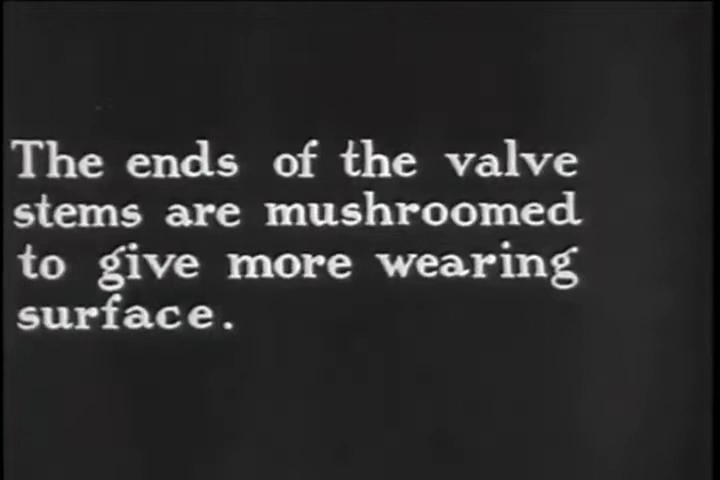 The ends of the valve
stems are mushroomed
to give more wearing
surface.